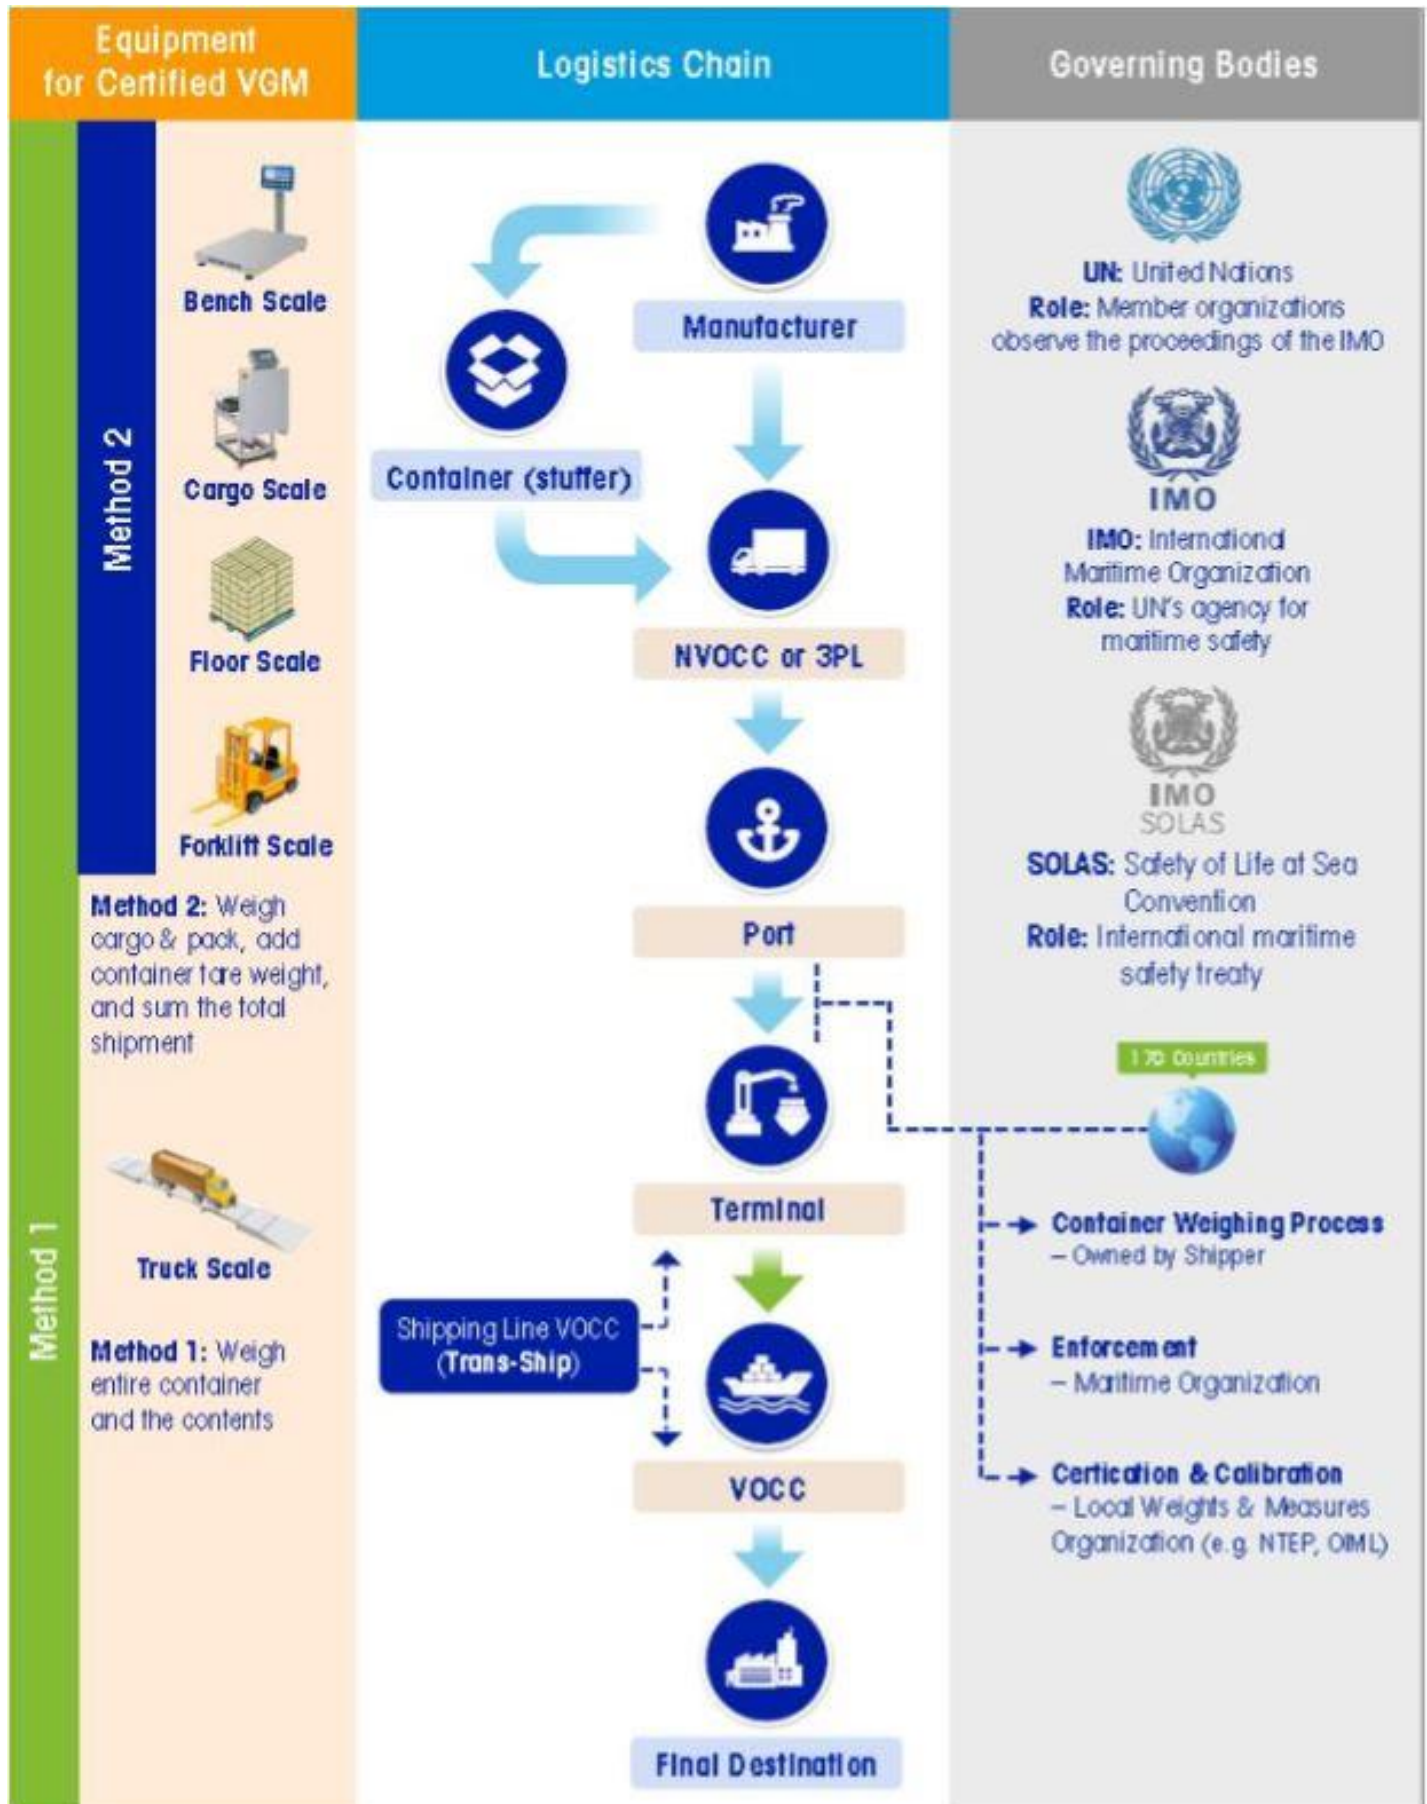 Equipment
for Certified VGM
Logistics Chain
Governing Bodies
Method 2
Bench Scale
Cargo Scale
Floor Scale
Forklift Scale
Method 2: Weigh
cargo & pack, add
container tare weight,
and sum the total
shipment
Method 1
Truck Scale
Method 1: Weigh
entire container
and the contents
Manufacturer
Container (stuffer)
NVOCC or 3PL
Port
Terminal
Shipping Line VOCC
(Trans-Ship)
VOCC
Final Destination
UN: United Nations
Role: Member organizations
observe the proceedings of the IMO
IMO
IMO: International
Maritime Organization
Role: UN's agency for
maritime safety
IMO
SOLAS
SOLAS: Safety of Life at Sea
Convention
Role: International maritime
safety treaty
170 Countries
Container Weighing Process
– Owned by Shipper
Enforcement
– Maritime Organization
Certication & Calibration
– Local Weights & Measures
Organization (e.g. NTEP, OIML)